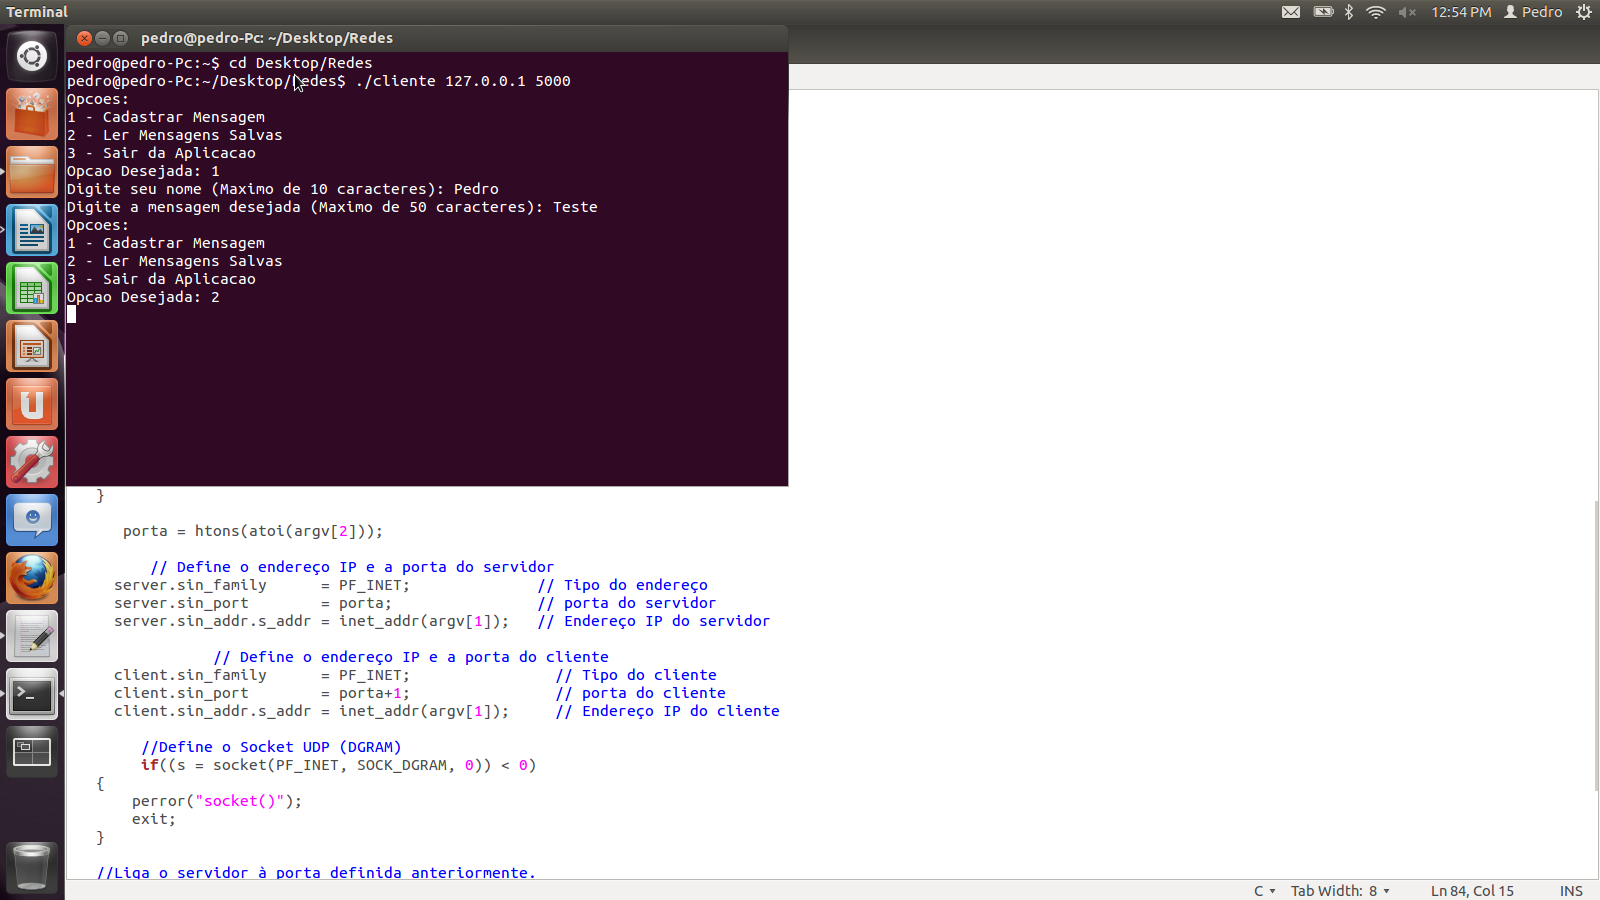 Terminal
12:54 PM
Pedro
pedro@pedro-Pc: ~/Desktop/Redes
pedro@pedro-Pc:~$ cd Desktop/Redes
pedro@pedro-Pc:~/Desktop/Redes$ ./cliente 127.0.0.1 5000
Opcoes:
1 - Cadastrar Mensagem
2 - Ler Mensagens Salvas
3 - Sair da Aplicacao
Opcao Desejada: 1
Digite seu nome (Maximo de 10 caracteres): Pedro
Digite a mensagem desejada (Maximo de 50 caracteres): Teste
Opcoes:
1 - Cadastrar Mensagem
2 - Ler Mensagens Salvas
3 - Sair da Aplicacao
Opcao Desejada: 2
}
porta = htons(atoi(argv[2]));
// Define o endereço IP e a porta do servidor
server.sin_family      = PF_INET;              // Tipo do endereço
server.sin_port        = porta;                // porta do servidor
server.sin_addr.s_addr = inet_addr(argv[1]);   // Endereço IP do servidor
// Define o endereço IP e a porta do cliente
client.sin_family      = PF_INET;                // Tipo do cliente
client.sin_port        = porta+1;                // porta do cliente
client.sin_addr.s_addr = inet_addr(argv[1]);     // Endereço IP do cliente
//Define o Socket UDP (DGRAM)
if((s = socket(PF_INET, SOCK_DGRAM, 0)) < 0)
{
perror("socket()");
exit;
}
//Liga o servidor à porta definida anteriormente.
C
Tab Width: 8
Ln 84, Col 15
INS